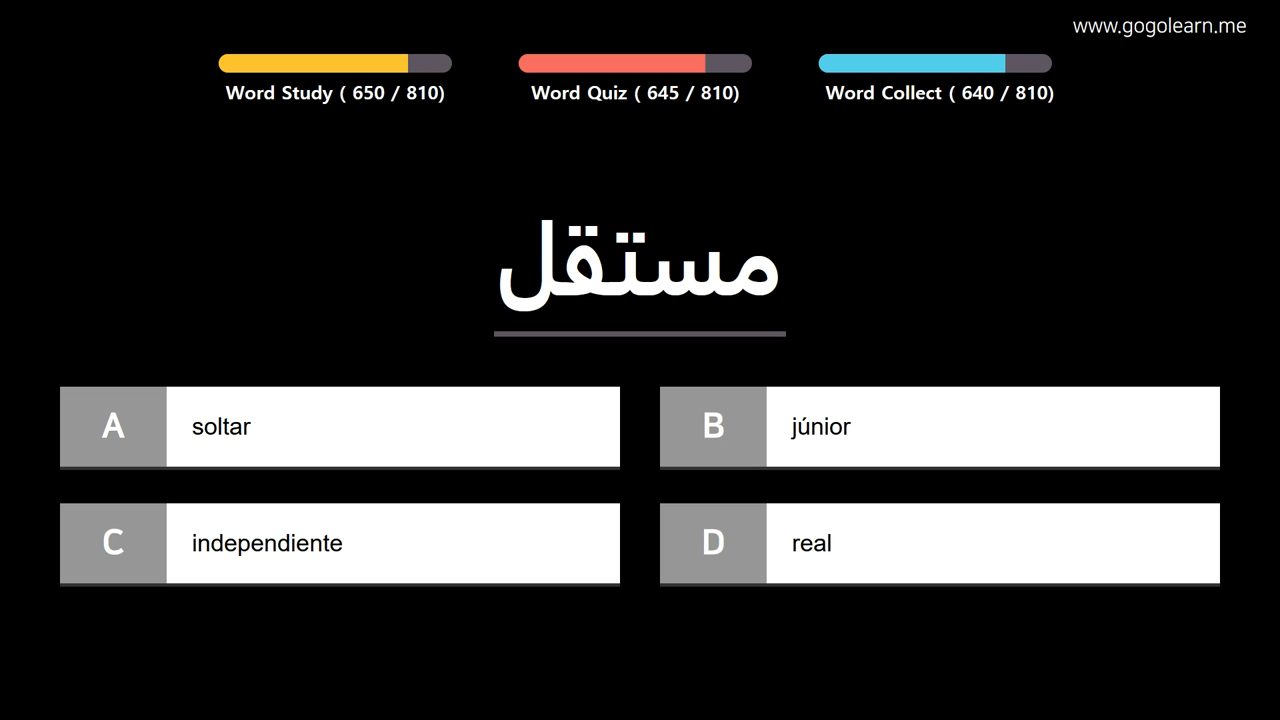 www.gogolearn.me
Word Study ( 650 / 810)
Word Quiz ( 645 / 810)
Word Collect ( 640 / 810)
مستقل
A soltar
B júnior
C independiente
D real